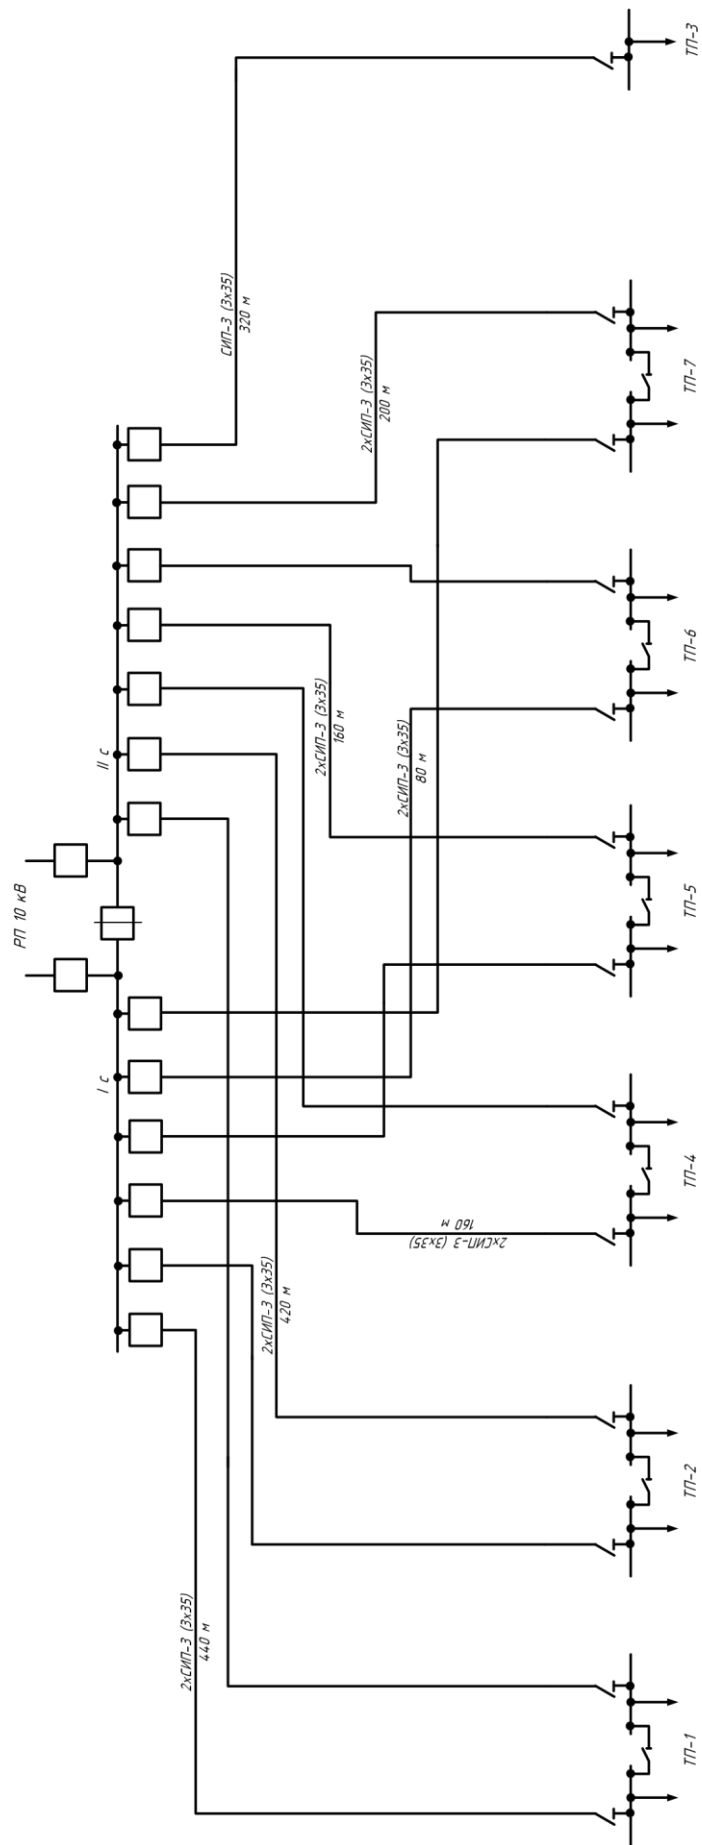 РП 10 кВ
I с
II с
2хСИП-3 (3х35)
440 м
2хСИП-3 (3х35)
420 м
2хСИП-3 (3х35)
160 м
2хСИП-3 (3х35)
160 м
2хСИП-3 (3х35)
80 м
2хСИП-3 (3х35)
200 м
СИП-3 (3х35)
320 м
ТП-1
ТП-2
ТП-4
ТП-5
ТП-6
ТП-7
ТП-3